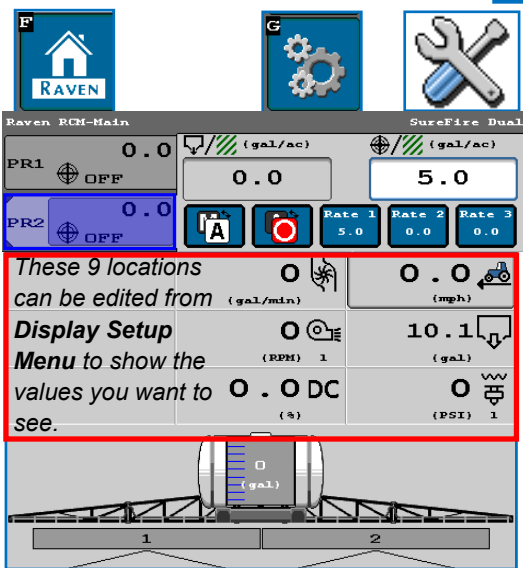 F
RAVEN
G
Raven RCM-Main
SureFire Dual
PR1 0.0
OFF
(gal/ac)
0.0
(gal/ac)
5.0
PR2 0.0
OFF
A
Rate 1
5.0
Rate 2
0.0
Rate 3
0.0
These 9 locations
can be edited from
Display Setup
Menu to show the
values you want to
see.
0
(gal/min)
0.0
(mph)
0
(RPM) 1
10.1
(gal)
0.0 DC
(%)
0
(PSI) 1
0
(gal)
1
2